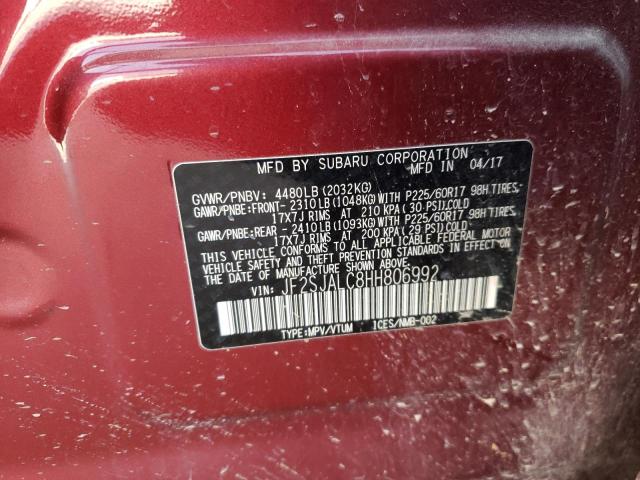 MFD BY SUBARU CORPORATION
MFD IN 04/17
GVWR/PNBV: 4480LB(2032KG)
GAWR/PNBE:FRONT-2310LB(1048KG)WITH P225/60R17 98H TIRES,
17X7J RIMS AT 210 KPA(30 PSI)COLD
GAWR/PNBE:REAR -2410LB(1093KG)WITH P225/60R17 98H TIRES,
17X7J RIMS AT 200 KPA(29 PSI)COLD.
THIS VEHICLE CONFORMS TO ALL APPLICABLE FEDERAL MOTOR
VEHICLE SAFETY AND THEFT PREVENTION STANDARDS IN EFFECT
ON THE DATE OF MANUFACTURE SHOWN ABOVE.
VIN: JF2SJALC8HH806992
TYPE:MPV/VTUM ICES/NMB-002